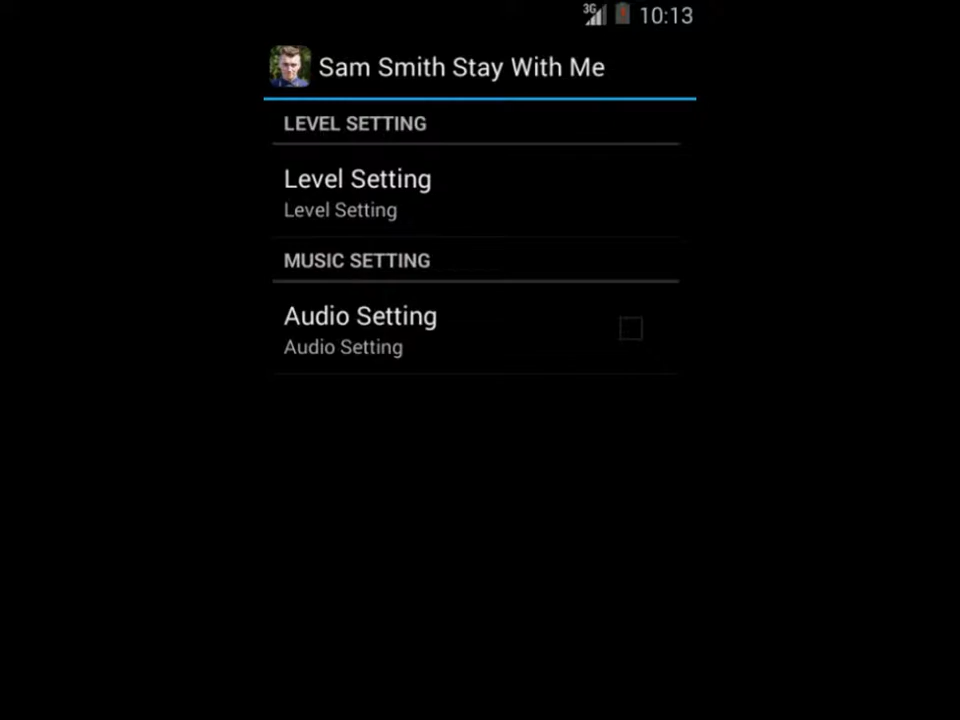 3G 10:13
Sam Smith Stay With Me
LEVEL SETTING
Level Setting
Level Setting
MUSIC SETTING
Audio Setting
Audio Setting